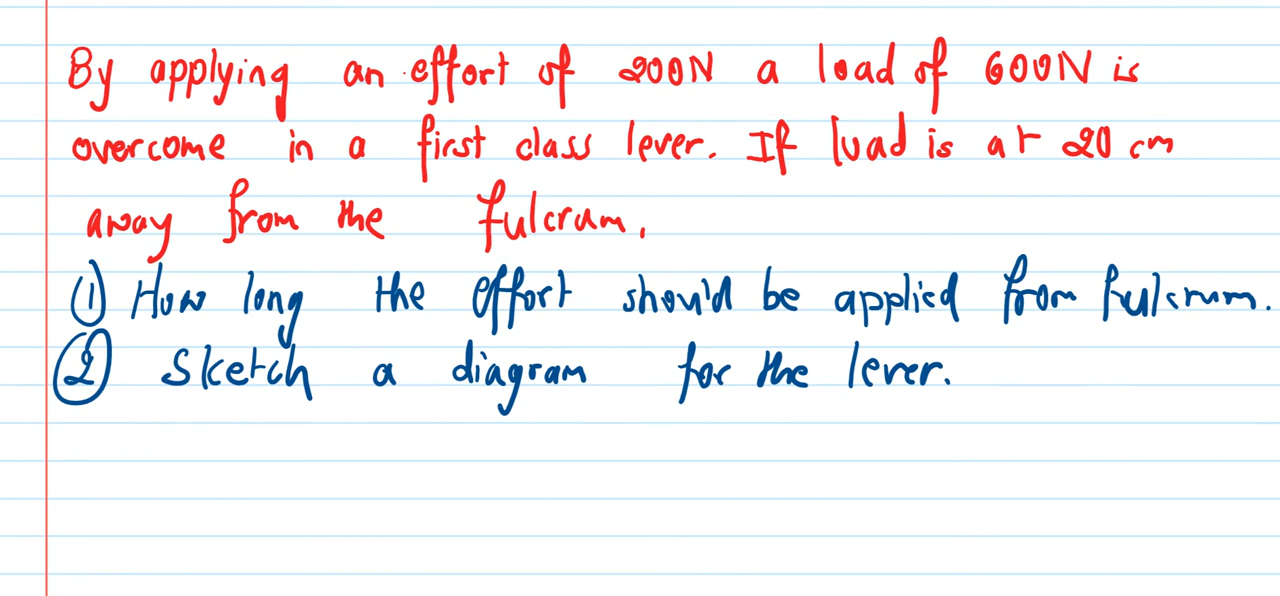 By applying an effort of 200N a load of 600N is
overcome in a first class lever. If load is at 20 cm
away from the fulcrum.
(1) How long the effort should be applied from fulcrum.
(2) Sketch a diagram for the lever.